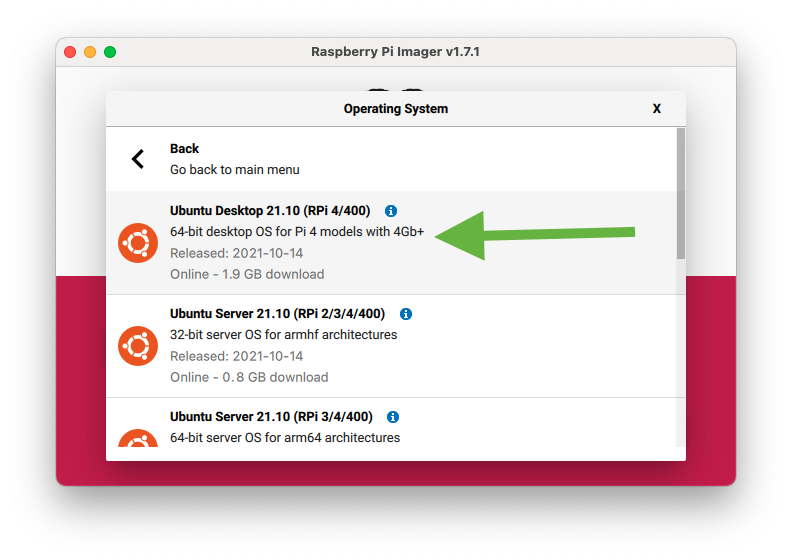 Raspberry Pi Imager v1.7.1
Operating System
X
Back
Go back to main menu
Ubuntu Desktop 21.10 (RPi 4/400)
64-bit desktop OS for Pi 4 models with 4Gb+
Released: 2021-10-14
Online - 1.9 GB download
Ubuntu Server 21.10 (RPi 2/3/4/400)
32-bit server OS for armhf architectures
Released: 2021-10-14
Online - 0.8 GB download
Ubuntu Server 21.10 (RPi 3/4/400)
64-bit server OS for arm64 architectures